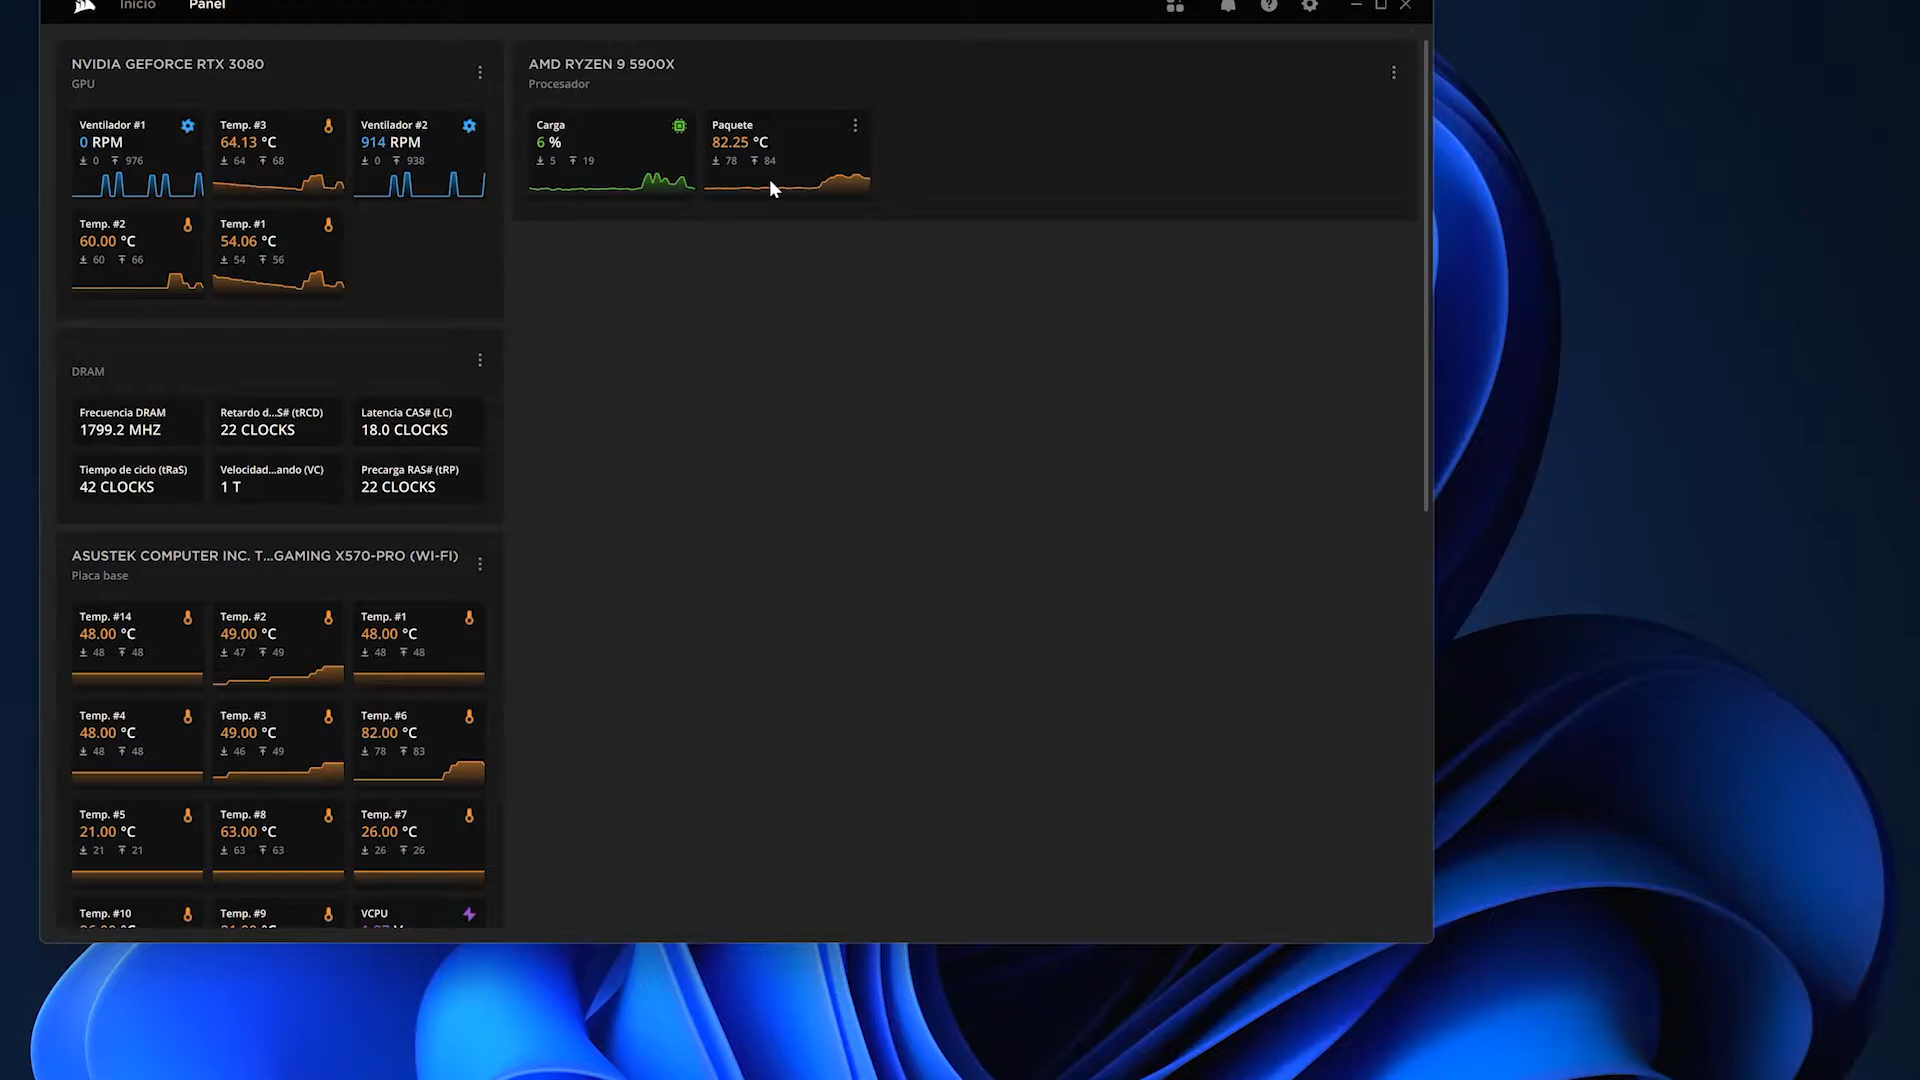 Inicio
Panel
NVIDIA GEFORCE RTX 3080
GPU
Ventilador #1
0 RPM
0 976
Temp. #3
64.13 °C
64 68
Ventilador #2
914 RPM
0 938
Temp. #2
60.00 °C
60 66
Temp. #1
54.06 °C
54 56
DRAM
Frecuencia DRAM
1799.2 MHZ
Retardo d...S# (tRCD)
22 CLOCKS
Latencia CAS# (LC)
18.0 CLOCKS
Tiempo de ciclo (tRaS)
42 CLOCKS
Velocidad...ando (VC)
1 T
Precarga RAS# (tRP)
22 CLOCKS
ASUSTEK COMPUTER INC. T...GAMING X570-PRO (WI-FI)
Placa base
Temp. #14
48.00 °C
48 48
Temp. #2
49.00 °C
47 49
Temp. #1
48.00 °C
48 48
Temp. #4
48.00 °C
48 48
Temp. #3
49.00 °C
46 49
Temp. #6
82.00 °C
78 83
Temp. #5
21.00 °C
21 21
Temp. #8
63.00 °C
63 63
Temp. #7
26.00 °C
26 26
Temp. #10
Temp. #9
VCPU
AMD RYZEN 9 5900X
Procesador
Carga
6 %
5 19
Paquete
82.25 °C
78 84